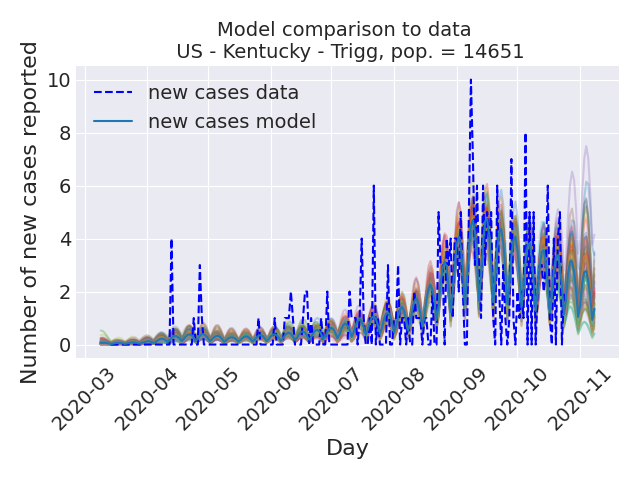 Model comparison to data
US - Kentucky - Trigg, pop. = 14651
Number of new cases reported
10
8
6
4
2
0
new cases data
new cases model
2020-03
2020-04
2020-05
2020-06
2020-07
2020-08
2020-09
2020-10
2020-11
Day